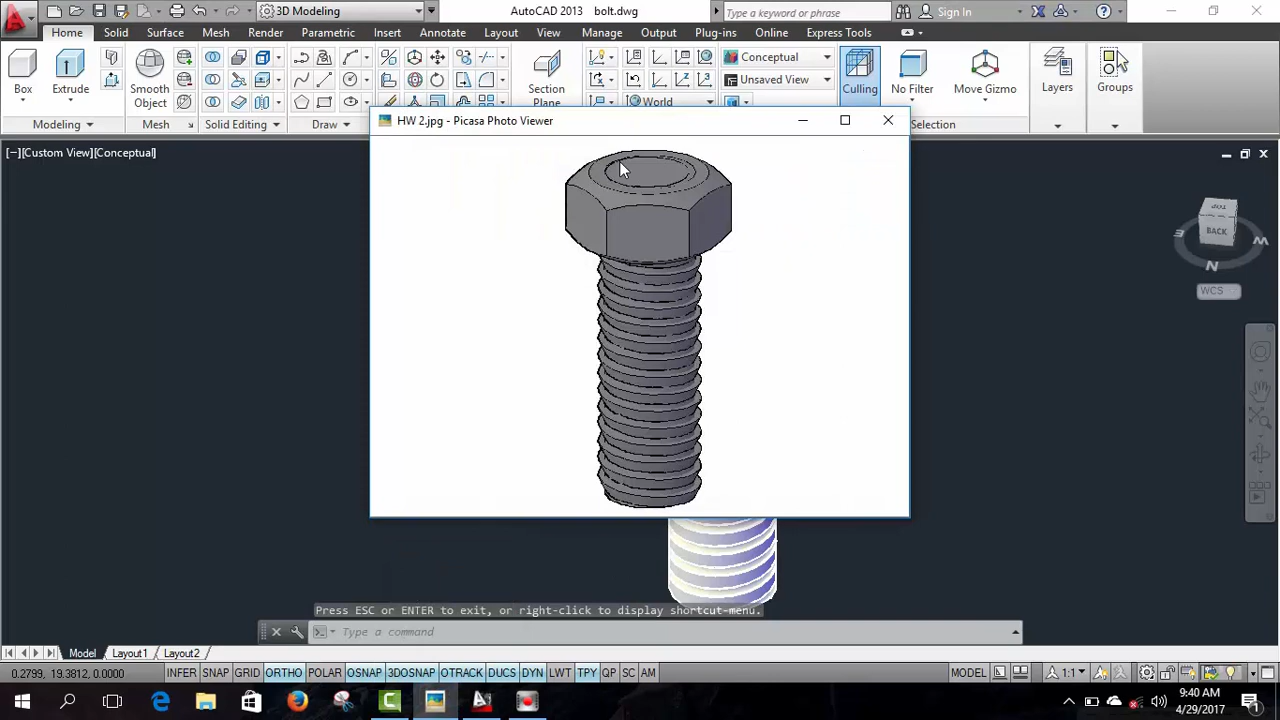 3D Modeling
AutoCAD 2013 bolt.dwg
Type a keyword or phrase
Sign In
Home Solid Surface Mesh Render Parametric Insert Annotate Layout View Manage Output Plug-ins Online Express Tools
Box
Extrude
Smooth Object
Section Plane
Conceptual
Unsaved View
World
Culling
No Filter
Move Gizmo
Layers
Groups
Modeling
Mesh
Solid Editing
Draw
Selection
HW 2.jpg - Picasa Photo Viewer
[−][Custom View][Conceptual]
TOP
BACK
E
W
N
WCS
Press ESC or ENTER to exit, or right-click to display shortcut-menu.
Type a command
Model Layout1 Layout2
0.2799, 19.3812, 0.0000 INFER SNAP GRID ORTHO POLAR OSNAP 3DOSNAP OTRACK DUCS DYN LWT TPY QP SC AM MODEL 1:1
9:40 AM
4/29/2017